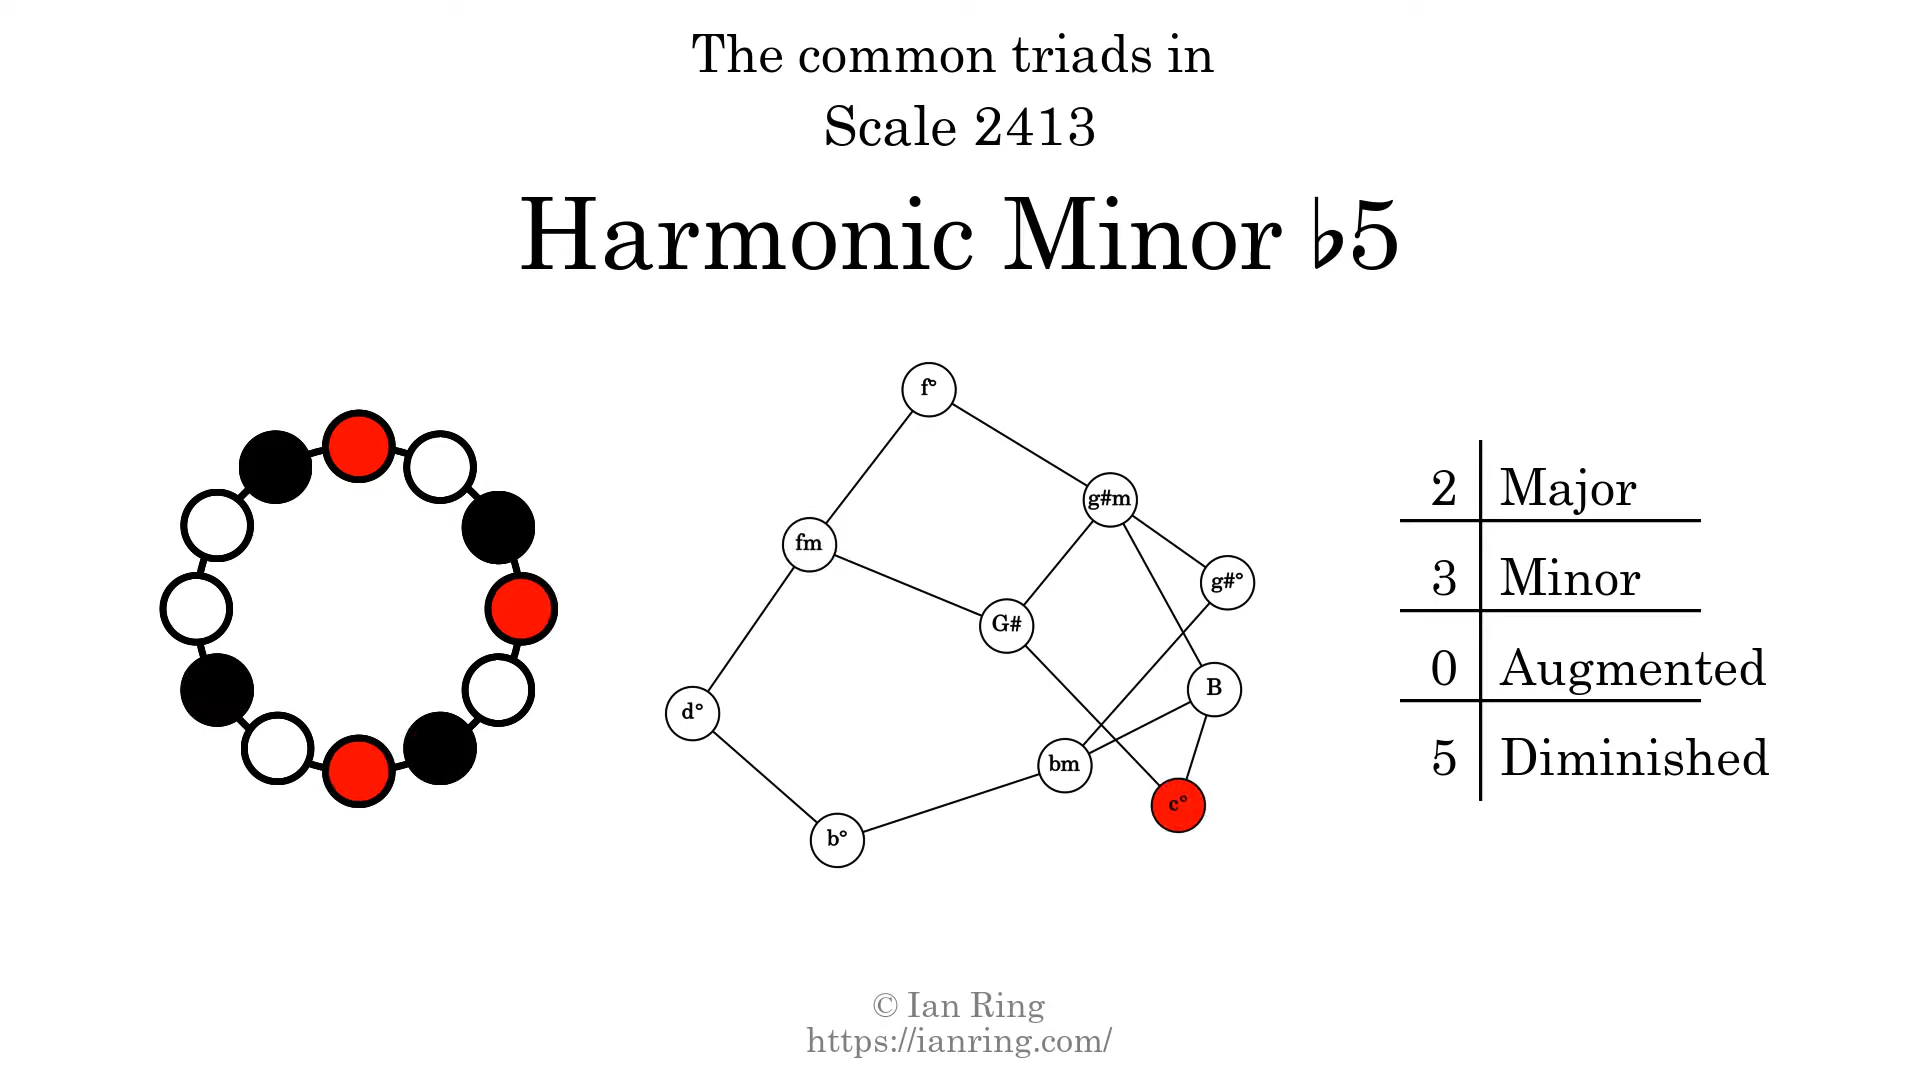 The common triads in
Scale 2413
Harmonic Minor ♭5
f°
g#m
fm
g#°
G#
B
d°
bm
c°
b°
2 Major
3 Minor
0 Augmented
5 Diminished
© Ian Ring
https://ianring.com/